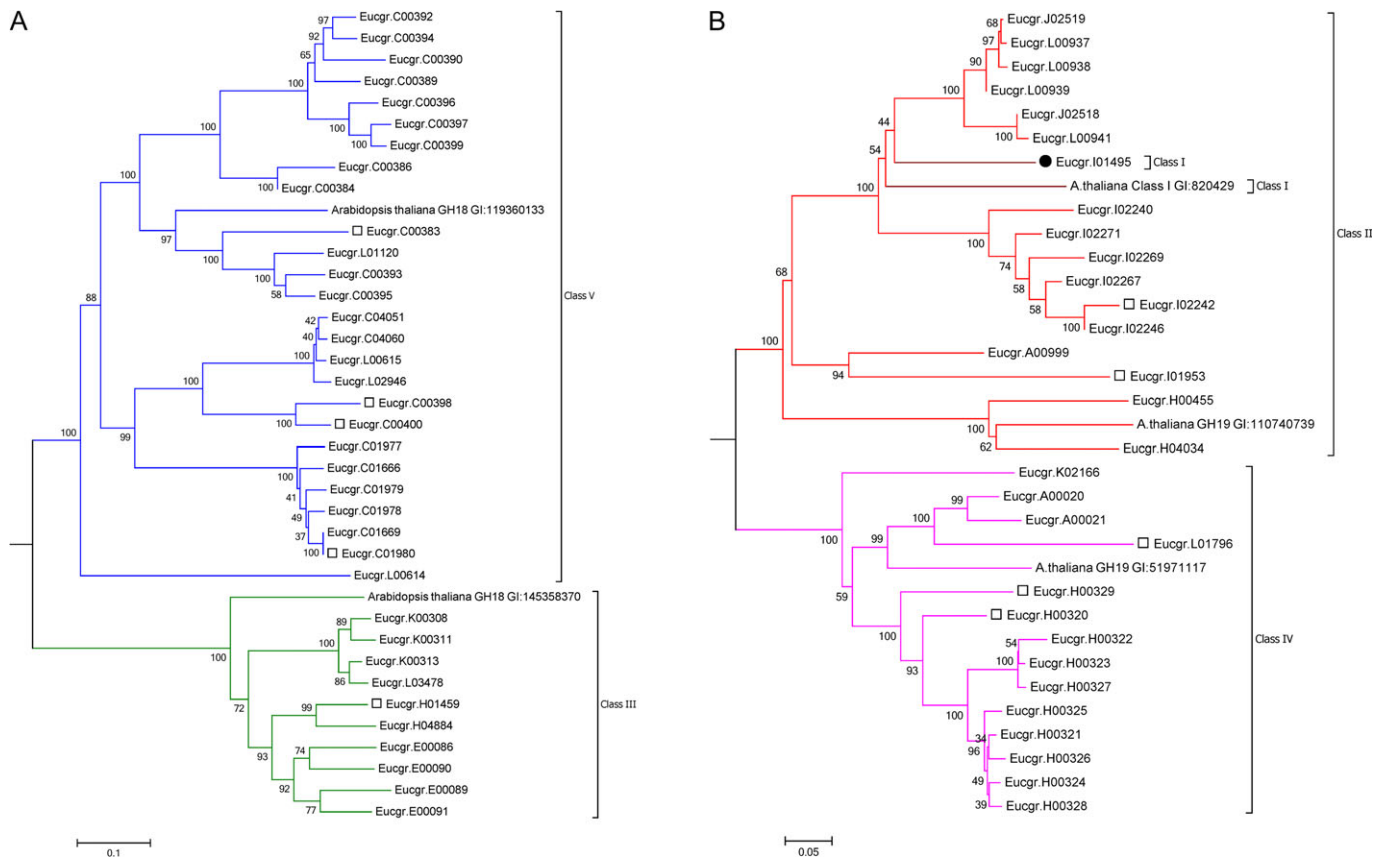 A
Eucgr.C00392
97
Eucgr.C00394
92
Eucgr.C00390
65
Eucgr.C00389
100
Eucgr.C00396
Eucgr.C00397
100
100
Eucgr.C00399
100
Eucgr.C00386
100
Eucgr.C00384
100
Arabidopsis thaliana GH18 GI:119360133
Eucgr.C00383
97
100
Eucgr.L01120
Eucgr.C00393
100
58
Eucgr.C00395
88
Class V
Eucgr.C04051
42
Eucgr.C04060
40
Eucgr.L00615
100
Eucgr.L02946
100
Eucgr.C00398
100
Eucgr.C00400
100
99
Eucgr.C01977
Eucgr.C01666
100
Eucgr.C01979
41
Eucgr.C01978
49
Eucgr.C01669
37
100
Eucgr.C01980
Eucgr.L00614
Arabidopsis thaliana GH18 GI:145358370
Eucgr.K00308
89
Eucgr.K00311
100
100
Eucgr.K00313
86
Eucgr.L03478
72
Eucgr.H01459
99
Class III
Eucgr.H04884
93
Eucgr.E00086
74
Eucgr.E00090
92
Eucgr.E00089
77
Eucgr.E00091
0.1
B
Eucgr.J02519
68
Eucgr.L00937
97
Eucgr.L00938
90
Eucgr.L00939
100
Eucgr.J02518
100
Eucgr.L00941
44
54
Eucgr.I01495
Class I
100
A.thaliana Class I GI:820429
Class I
Eucgr.I02240
100
Eucgr.I02271
Class II
74
Eucgr.I02269
68
58
Eucgr.I02267
58
Eucgr.I02242
100
Eucgr.I02246
100
Eucgr.A00999
94
Eucgr.I01953
Eucgr.H00455
100
A.thaliana GH19 GI:110740739
62
Eucgr.H04034
Eucgr.K02166
99
Eucgr.A00020
100
Eucgr.A00021
100
99
Eucgr.L01796
A.thaliana GH19 GI:51971117
59
Eucgr.H00329
100
Eucgr.H00320
93
54
Eucgr.H00322
Class IV
100
Eucgr.H00323
Eucgr.H00327
100
Eucgr.H00325
34
Eucgr.H00321
96
Eucgr.H00326
49
Eucgr.H00324
39
Eucgr.H00328
0.05